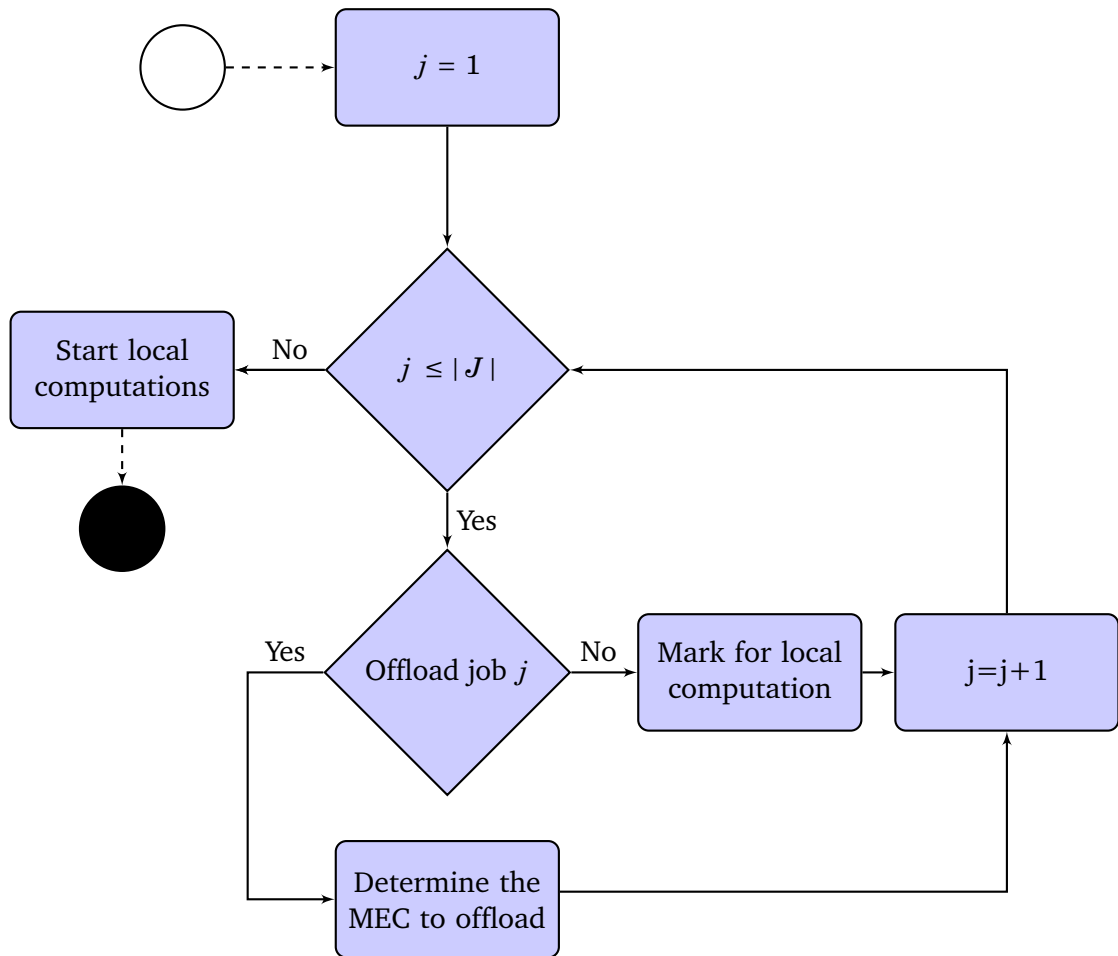 j = 1
Start local
computations
No
j ≤ | J |
Yes
Yes
Offload job j
No
Mark for local
computation
j=j+1
Determine the
MEC to offload